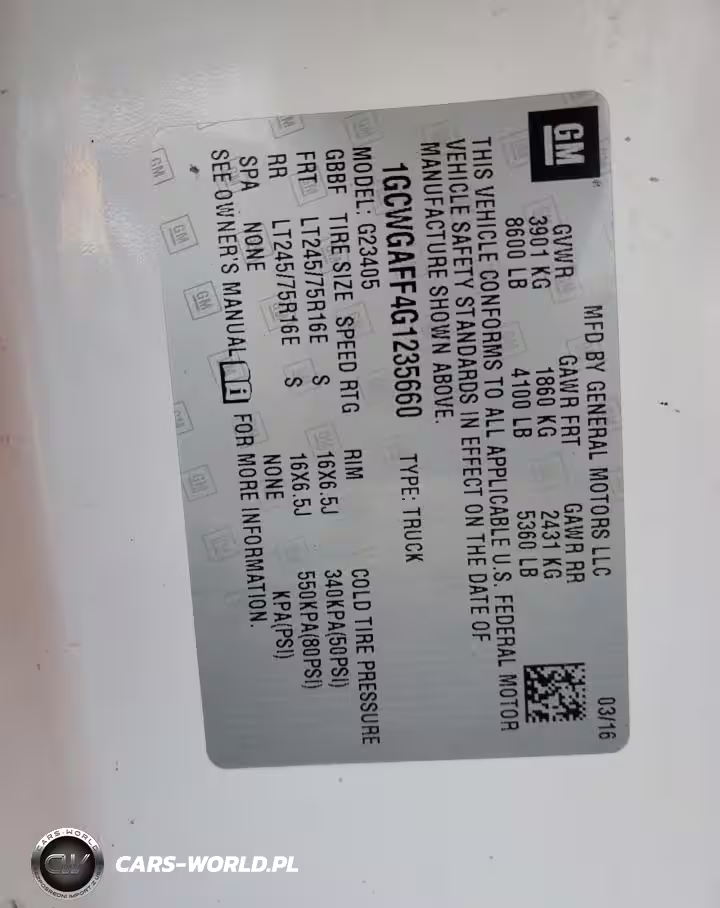 GM
MFD BY GENERAL MOTORS LLC 03/16
GVWR GAWR FRT GAWR RR
3901 KG 1860 KG 2431 KG
8600 LB 4100 LB 5360 LB
THIS VEHICLE CONFORMS TO ALL APPLICABLE U.S. FEDERAL MOTOR
VEHICLE SAFETY STANDARDS IN EFFECT ON THE DATE OF
MANUFACTURE SHOWN ABOVE.
1GCWGAFF4G1235660 TYPE: TRUCK
MODEL: G23405
GBBF TIRE SIZE SPEED RTG RIM COLD TIRE PRESSURE
FRT LT245/75R16E S 16X6.5J 340KPA(50PSI)
RR LT245/75R16E S 16X6.5J 550KPA(80PSI)
SPA NONE NONE KPA(PSI)
SEE OWNER'S MANUAL i FOR MORE INFORMATION.
CARS-WORLD
CW
CARS-WORLD.PL